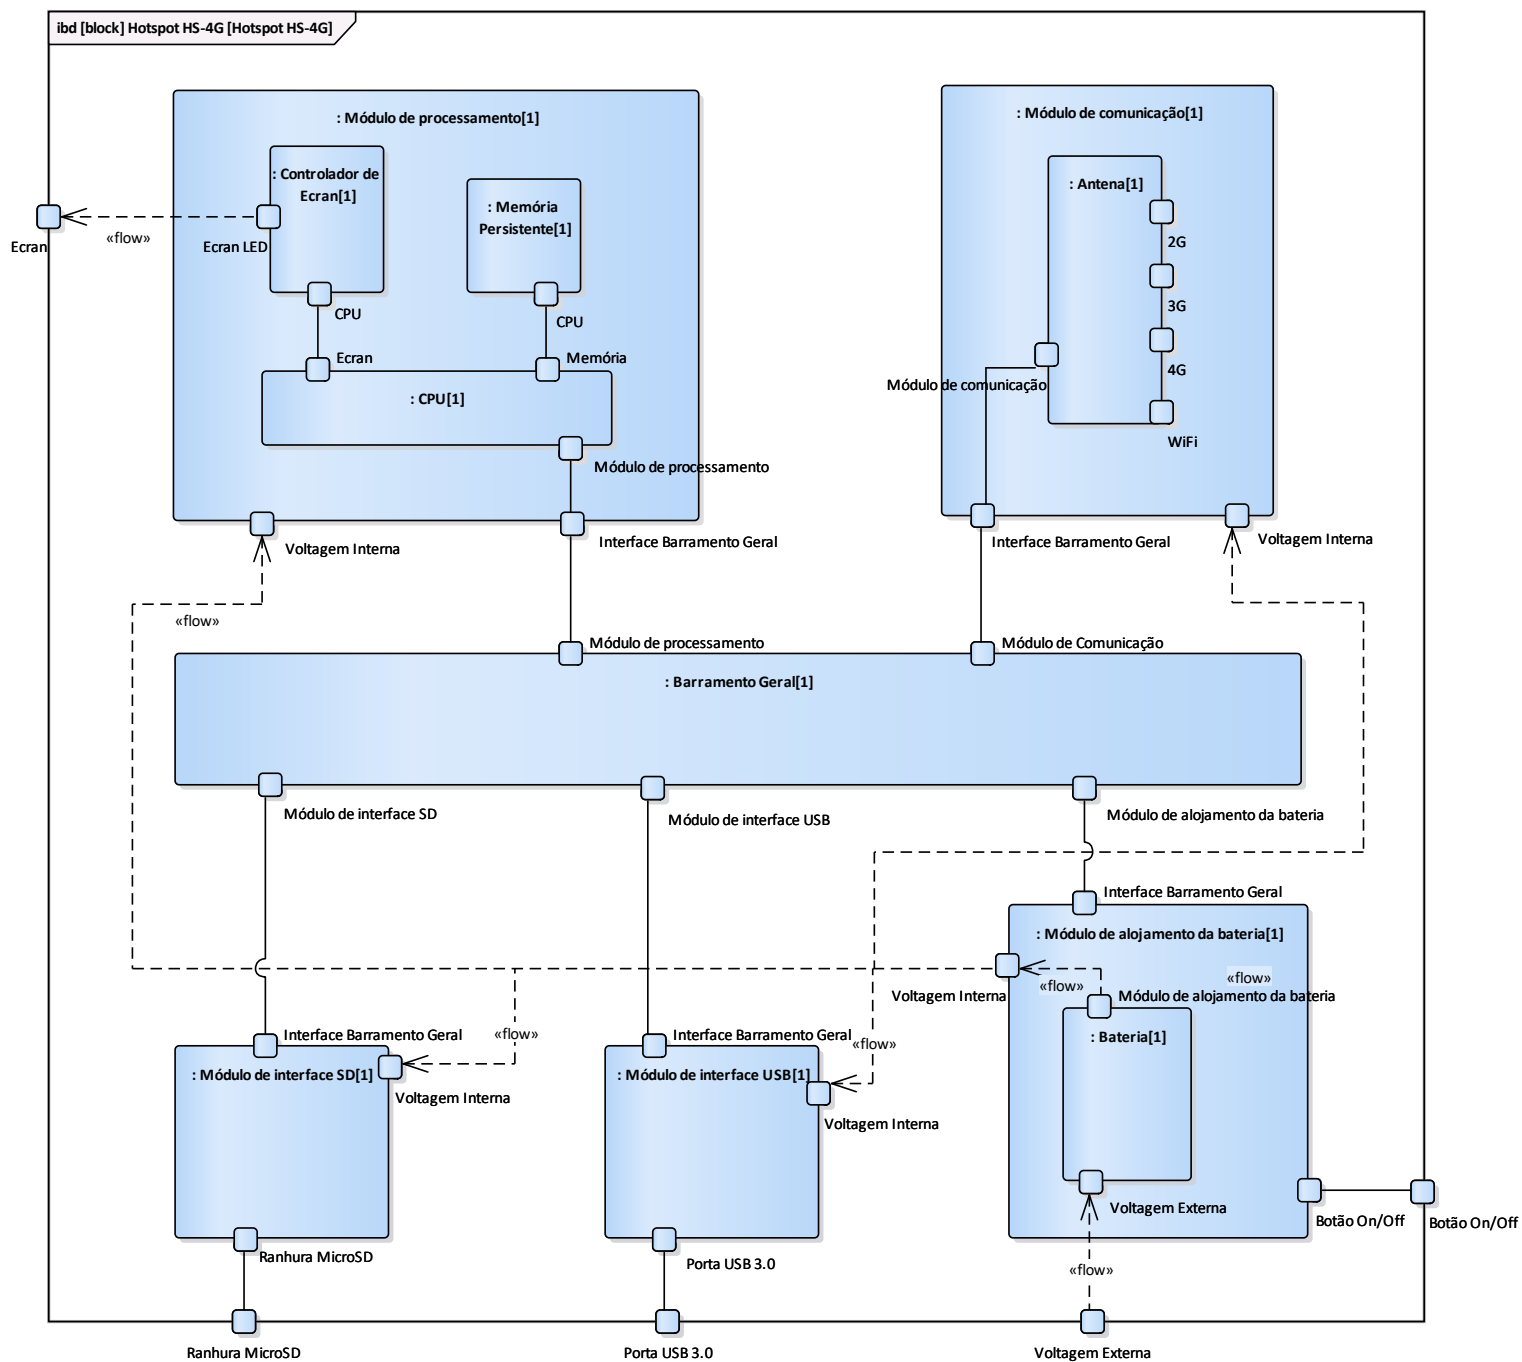 ibd [block] Hotspot HS-4G [Hotspot HS-4G]
: Módulo de processamento[1]
: Módulo de comunicação[1]
: Controlador de
Ecran[1]
: Memória
Persistente[1]
: Antena[1]
Ecran
«flow»
Ecran LED
2G
3G
4G
WiFi
CPU
CPU
Ecran
Memória
Módulo de comunicação
: CPU[1]
Módulo de processamento
Voltagem Interna
Interface Barramento Geral
Interface Barramento Geral
Voltagem Interna
«flow»
Módulo de processamento
Módulo de Comunicação
: Barramento Geral[1]
Módulo de interface SD
Módulo de interface USB
Módulo de alojamento da bateria
Interface Barramento Geral
: Módulo de alojamento da bateria[1]
«flow»
«flow»
Voltagem Interna
Módulo de alojamento da bateria
Interface Barramento Geral
«flow»
Interface Barramento Geral
«flow»
: Bateria[1]
: Módulo de interface SD[1]
Voltagem Interna
: Módulo de interface USB[1]
Voltagem Interna
Voltagem Externa
Botão On/Off
Botão On/Off
Ranhura MicroSD
Porta USB 3.0
«flow»
Ranhura MicroSD
Porta USB 3.0
Voltagem Externa